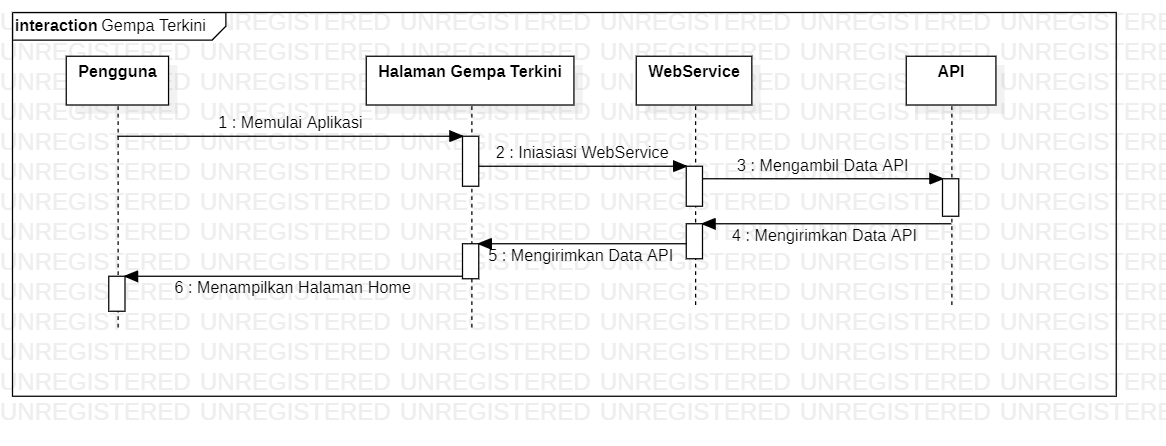 interaction Gempa Terkini
Pengguna
Halaman Gempa Terkini
WebService
API
1 : Memulai Aplikasi
2 : Iniasiasi WebService
3 : Mengambil Data API
4 : Mengirimkan Data API
5 : Mengirimkan Data API
6 : Menampilkan Halaman Home
UNREGISTERED